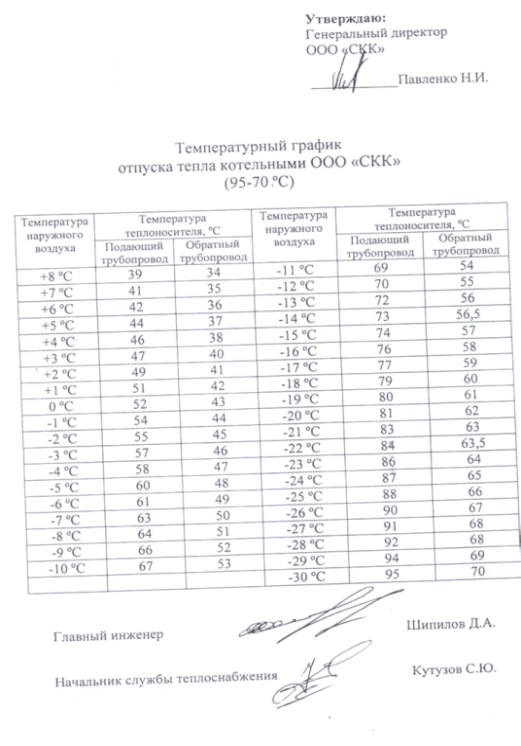 Утверждаю:
Генеральный директор
ООО «СКК»
Павленко Н.И.
Температурный график
отпуска тепла котельными ООО «СКК»
(95-70 ºС)
Температура наружного воздуха | Температура теплоносителя, ºС | Температура наружного воздуха | Температура теплоносителя, ºС
Подающий трубопровод | Обратный трубопровод | Подающий трубопровод | Обратный трубопровод
+8 ºС 39 34 -11 ºС 69 54
+7 ºС 41 35 -12 ºС 70 55
+6 ºС 42 36 -13 ºС 72 56
+5 ºС 44 37 -14 ºС 73 56,5
+4 ºС 46 38 -15 ºС 74 57
+3 ºС 47 40 -16 ºС 76 58
+2 ºС 49 41 -17 ºС 77 59
+1 ºС 51 42 -18 ºС 79 60
0 ºС 52 43 -19 ºС 80 61
-1 ºС 54 44 -20 ºС 81 62
-2 ºС 55 45 -21 ºС 83 63
-3 ºС 57 46 -22 ºС 84 63,5
-4 ºС 58 47 -23 ºС 86 64
-5 ºС 60 48 -24 ºС 87 65
-6 ºС 61 49 -25 ºС 88 66
-7 ºС 63 50 -26 ºС 90 67
-8 ºС 64 51 -27 ºС 91 68
-9 ºС 66 52 -28 ºС 92 68
-10 ºС 67 53 -29 ºС 94 69
-30 ºС 95 70
Главный инженер Шипилов Д.А.
Начальник службы теплоснабжения Кутузов С.Ю.